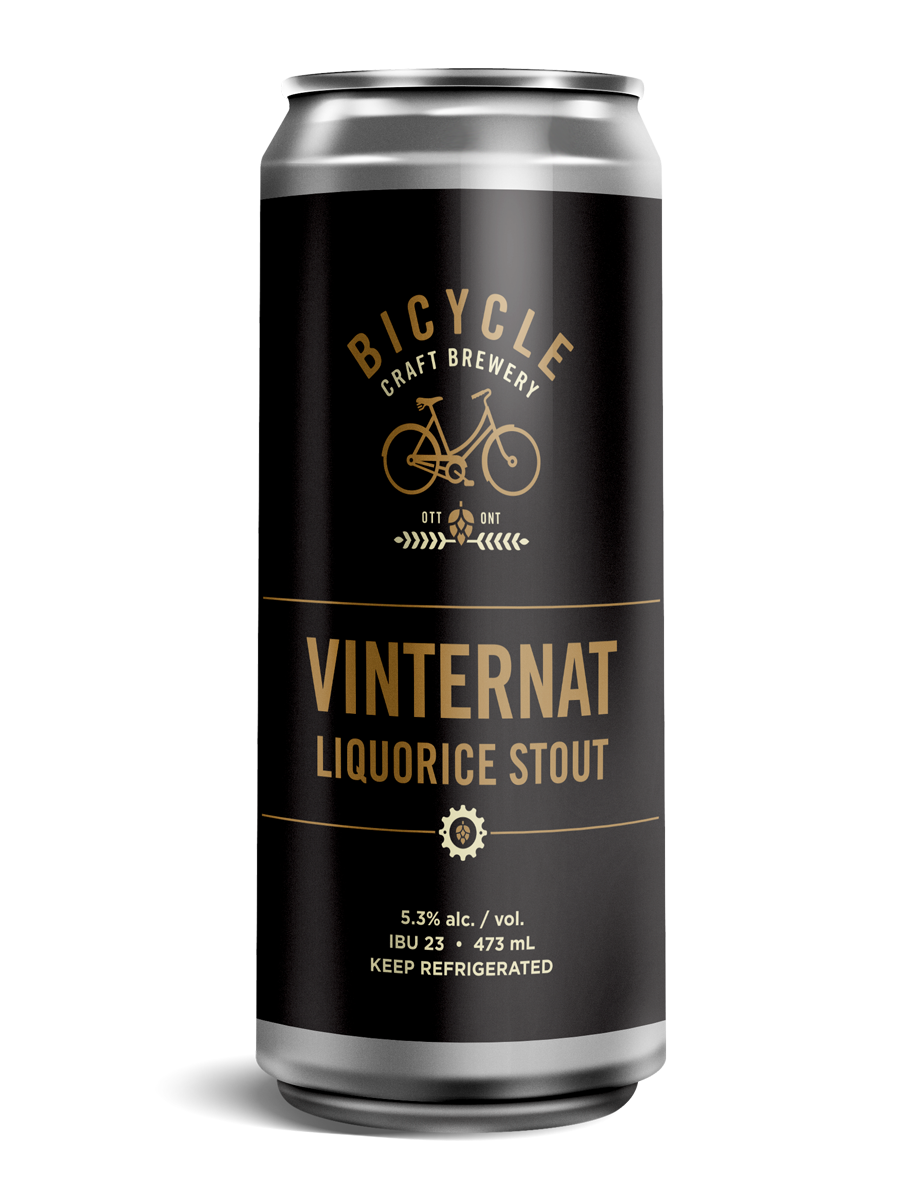 BICYCLE
CRAFT BREWERY
OTT ONT
VINTERNAT
LIQUORICE STOUT
5.3% alc. / vol.
IBU 23 • 473 mL
KEEP REFRIGERATED